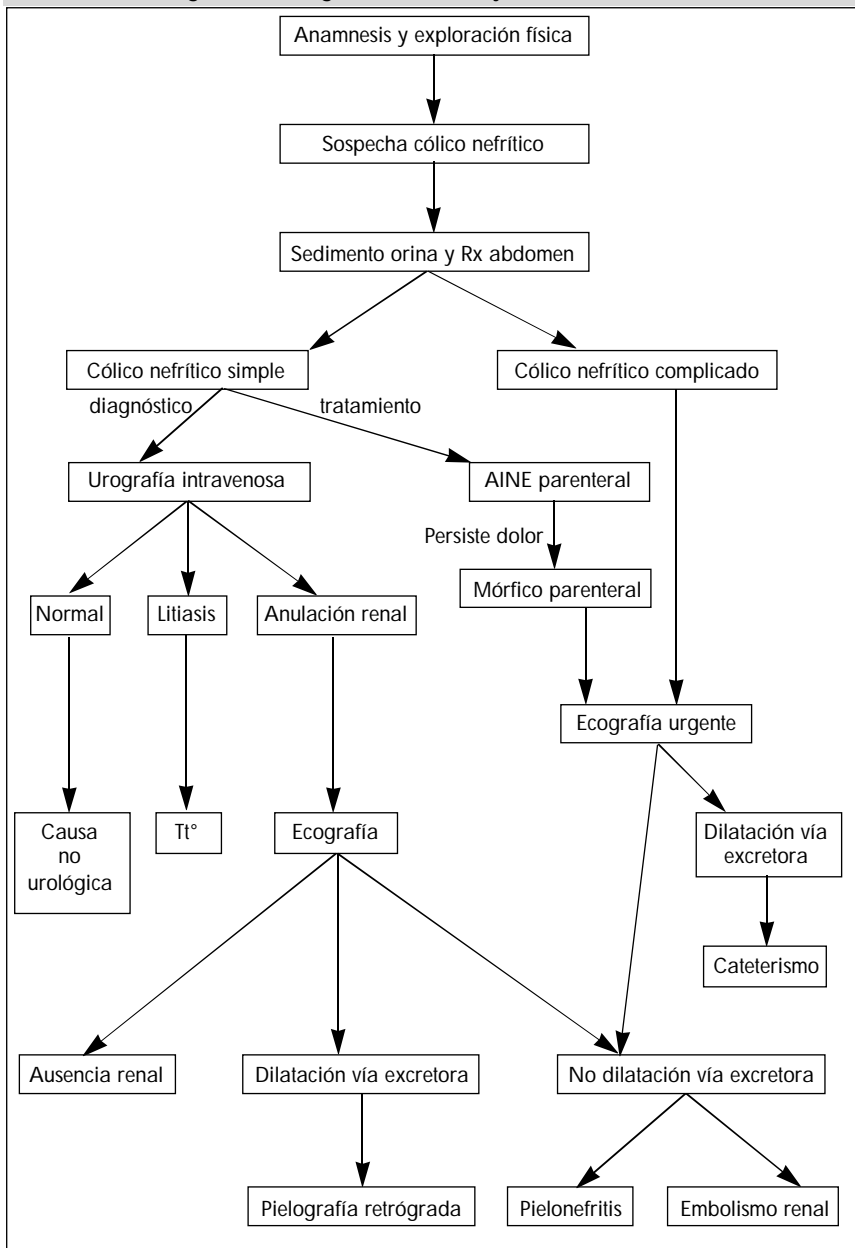 Anamnesis y exploración física
Sospecha cólico nefrítico
Sedimento orina y Rx abdomen
Cólico nefrítico simple
Cólico nefrítico complicado
diagnóstico
tratamiento
Urografía intravenosa
AINE parenteral
Persiste dolor
Mórfico parenteral
Normal
Litiasis
Anulación renal
Ecografía urgente
Causa
no
urológica
Tt°
Ecografía
Dilatación vía
excretora
Cateterismo
Ausencia renal
Dilatación vía excretora
No dilatación vía excretora
Pielografía retrógrada
Pielonefritis
Embolismo renal